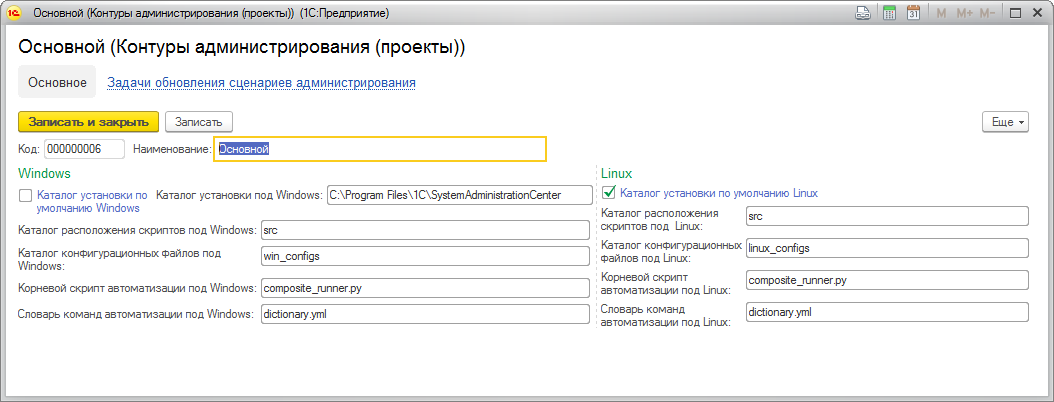 Основной (Контуры администрирования (проекты)) (1С:Предприятие)
31 M M+ M-
Основной (Контуры администрирования (проекты))
Основное Задачи обновления сценариев администрирования
Записать и закрыть Записать Еще
Код: 000000006 Наименование: Основной
Windows
Каталог установки по умолчанию Windows
Каталог установки под Windows: C:\Program Files\1C\SystemAdministrationCenter
Каталог расположения скриптов под Windows: src
Каталог конфигурационных файлов под Windows: win_configs
Корневой скрипт автоматизации под Windows: composite_runner.py
Словарь команд автоматизации под Windows: dictionary.yml
Linux
Каталог установки по умолчанию Linux
Каталог расположения скриптов под Linux: src
Каталог конфигурационных файлов под Linux: linux_configs
Корневой скрипт автоматизации под Linux: composite_runner.py
Словарь команд автоматизации под Linux: dictionary.yml